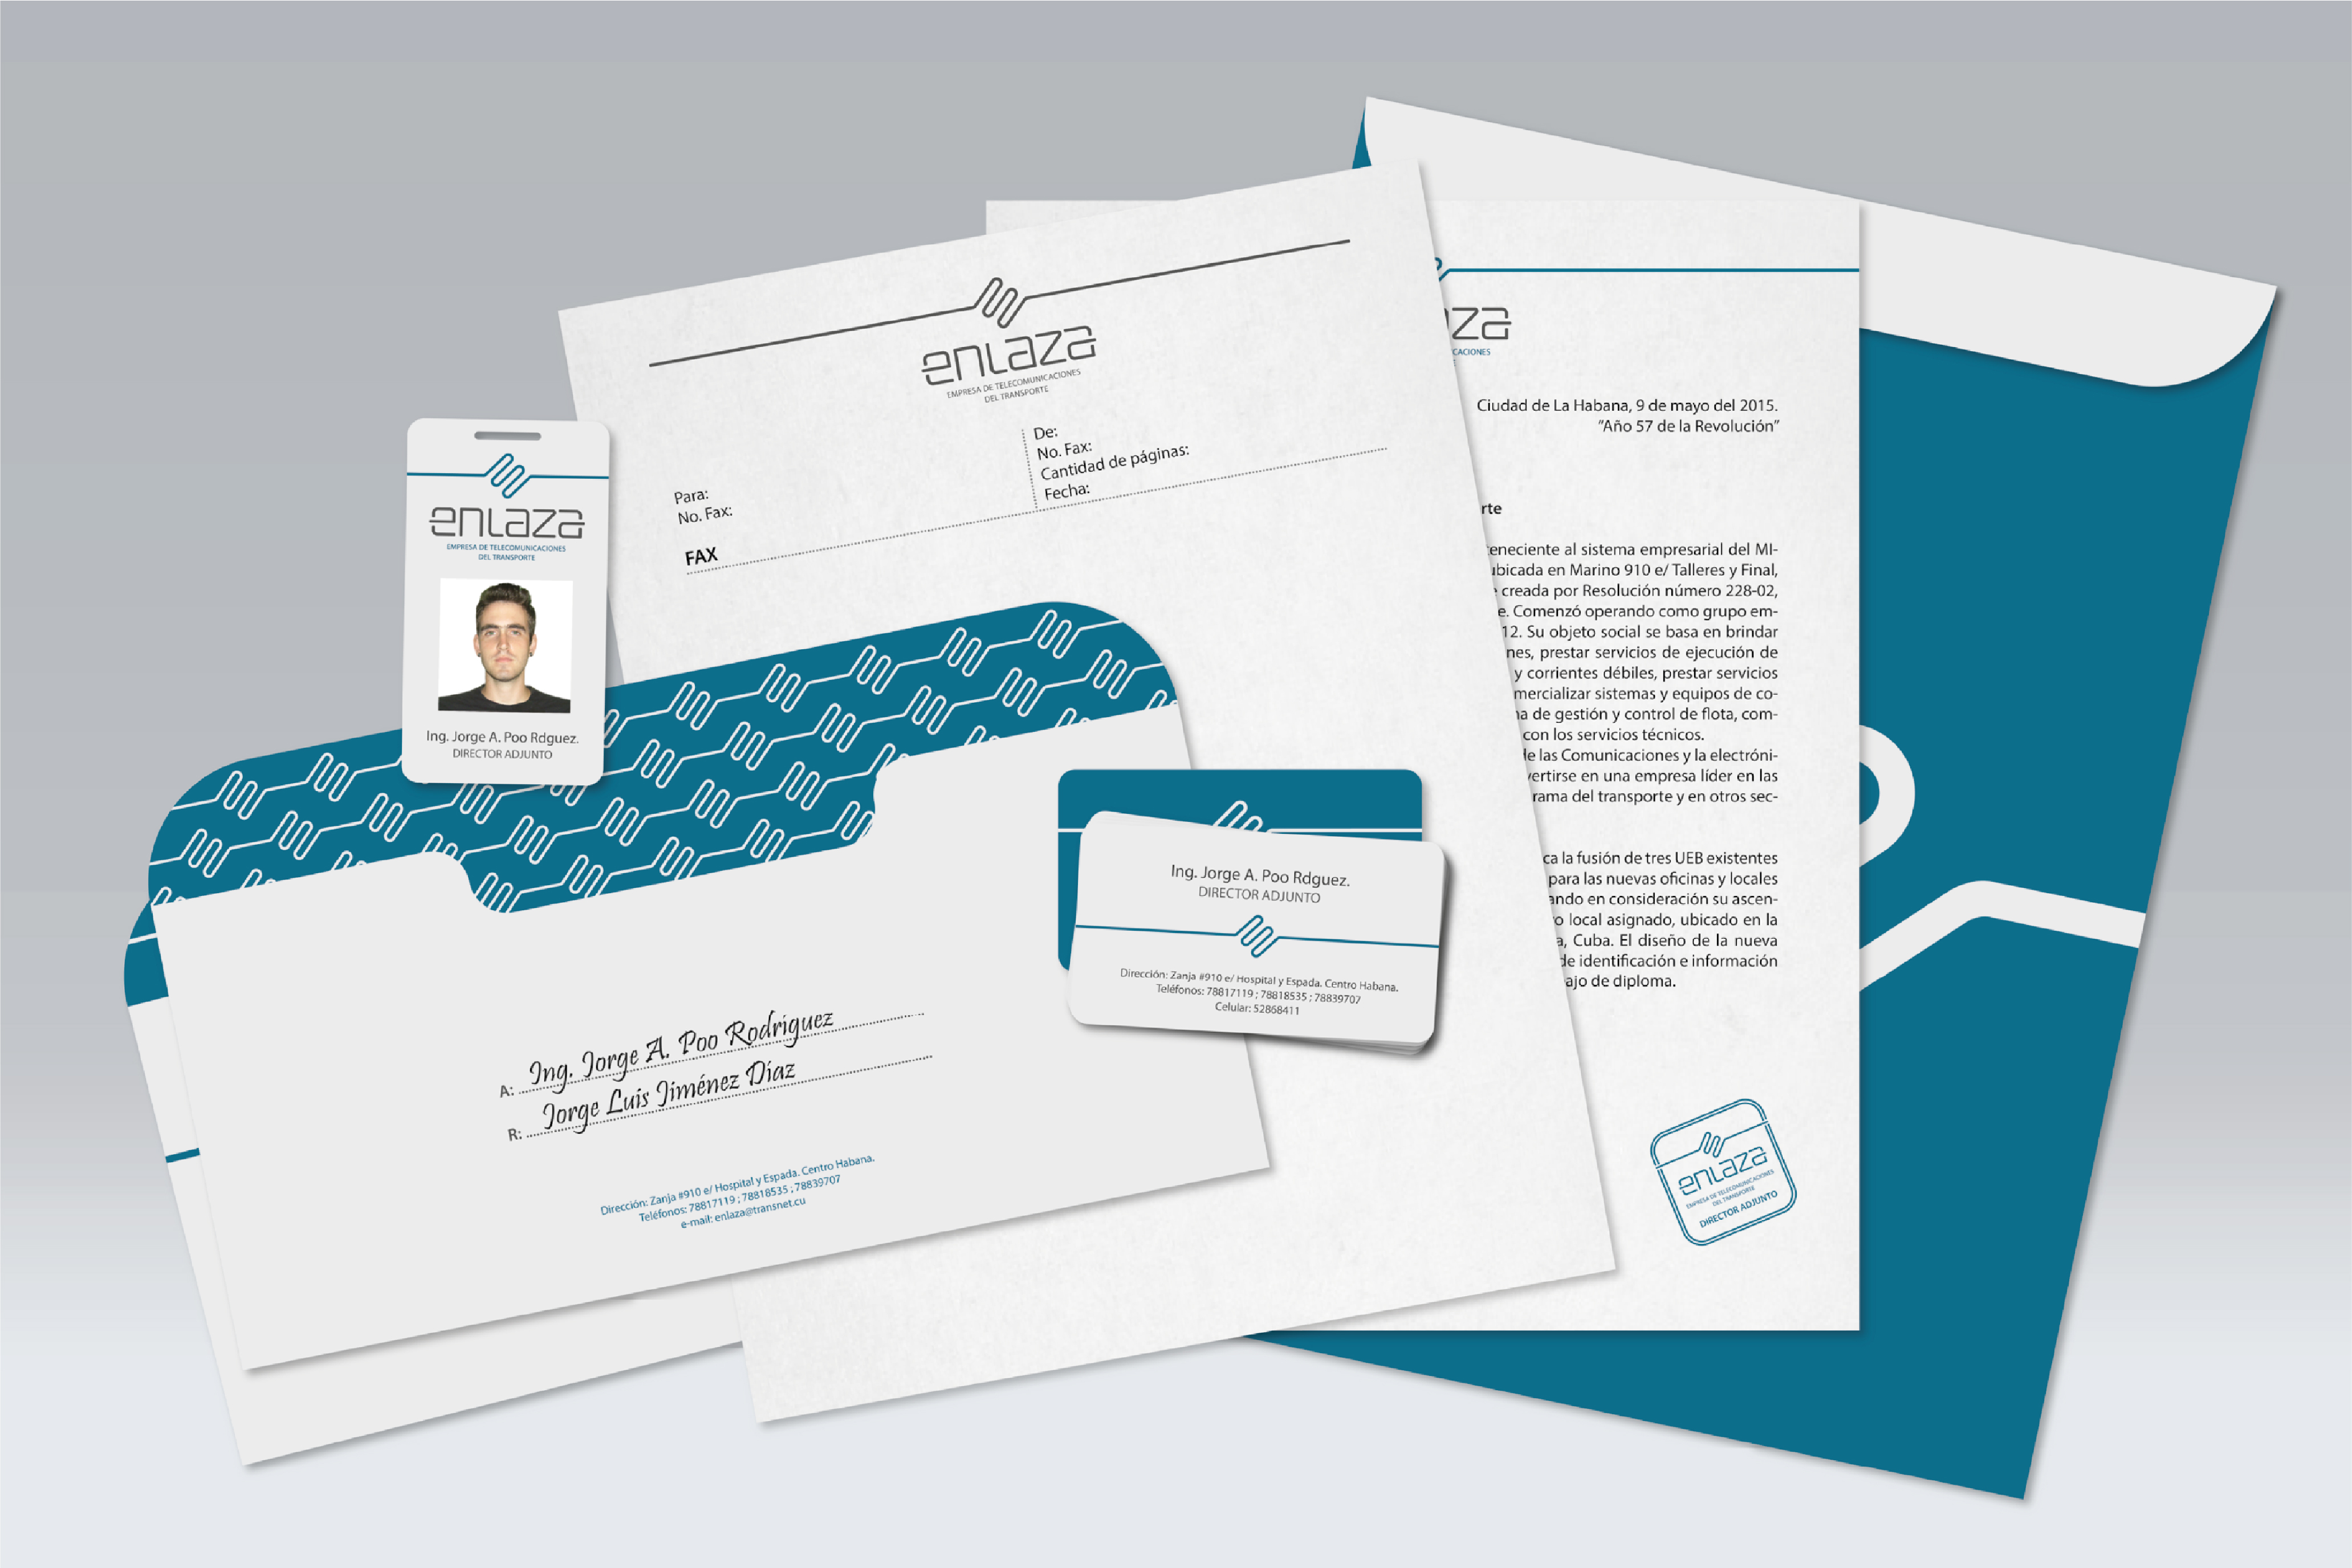 enlaza
EMPRESA DE TELECOMUNICACIONES
DEL TRANSPORTE
Ing. Jorge A. Poo Rdguez.
DIRECTOR ADJUNTO
enlaza
EMPRESA DE TELECOMUNICACIONES
DEL TRANSPORTE
De:
No. Fax:
Cantidad de páginas:
Fecha:
Para:
No. Fax:
FAX
za
CACIONES
Ciudad de La Habana, 9 de mayo del 2015.
"Año 57 de la Revolución"
rte
teneciente al sistema empresarial del MI-
ubicada en Marino 910 e/ Talleres y Final,
creada por Resolución número 228-02,
e. Comenzó operando como grupo em-
12. Su objeto social se basa en brindar
nes, prestar servicios de ejecución de
y corrientes débiles, prestar servicios
mercializar sistemas y equipos de co-
na de gestión y control de flota, com-
con los servicios técnicos.
de las Comunicaciones y la electróni-
vertirse en una empresa líder en las
rama del transporte y en otros sec-
ca la fusión de tres UEB existentes
para las nuevas oficinas y locales
ando en consideración su ascen-
o local asignado, ubicado en la
a, Cuba. El diseño de la nueva
de identificación e información
ajo de diploma.
enlaza
EMPRESA DE TELECOMUNICACIONES
DEL TRANSPORTE
DIRECTOR ADJUNTO
Ing. Jorge A. Poo Rdguez.
DIRECTOR ADJUNTO
Dirección: Zanja #910 e/ Hospital y Espada. Centro Habana.
Teléfonos: 78817119 ; 78818535 ; 78839707
Celular: 52868411
A: Ing. Jorge A. Poo Rodríguez
R: Jorge Luis Jiménez Díaz
Dirección: Zanja #910 e/ Hospital y Espada. Centro Habana.
Teléfonos: 78817119 ; 78818535 ; 78839707
e-mail: enlaza@transnet.cu